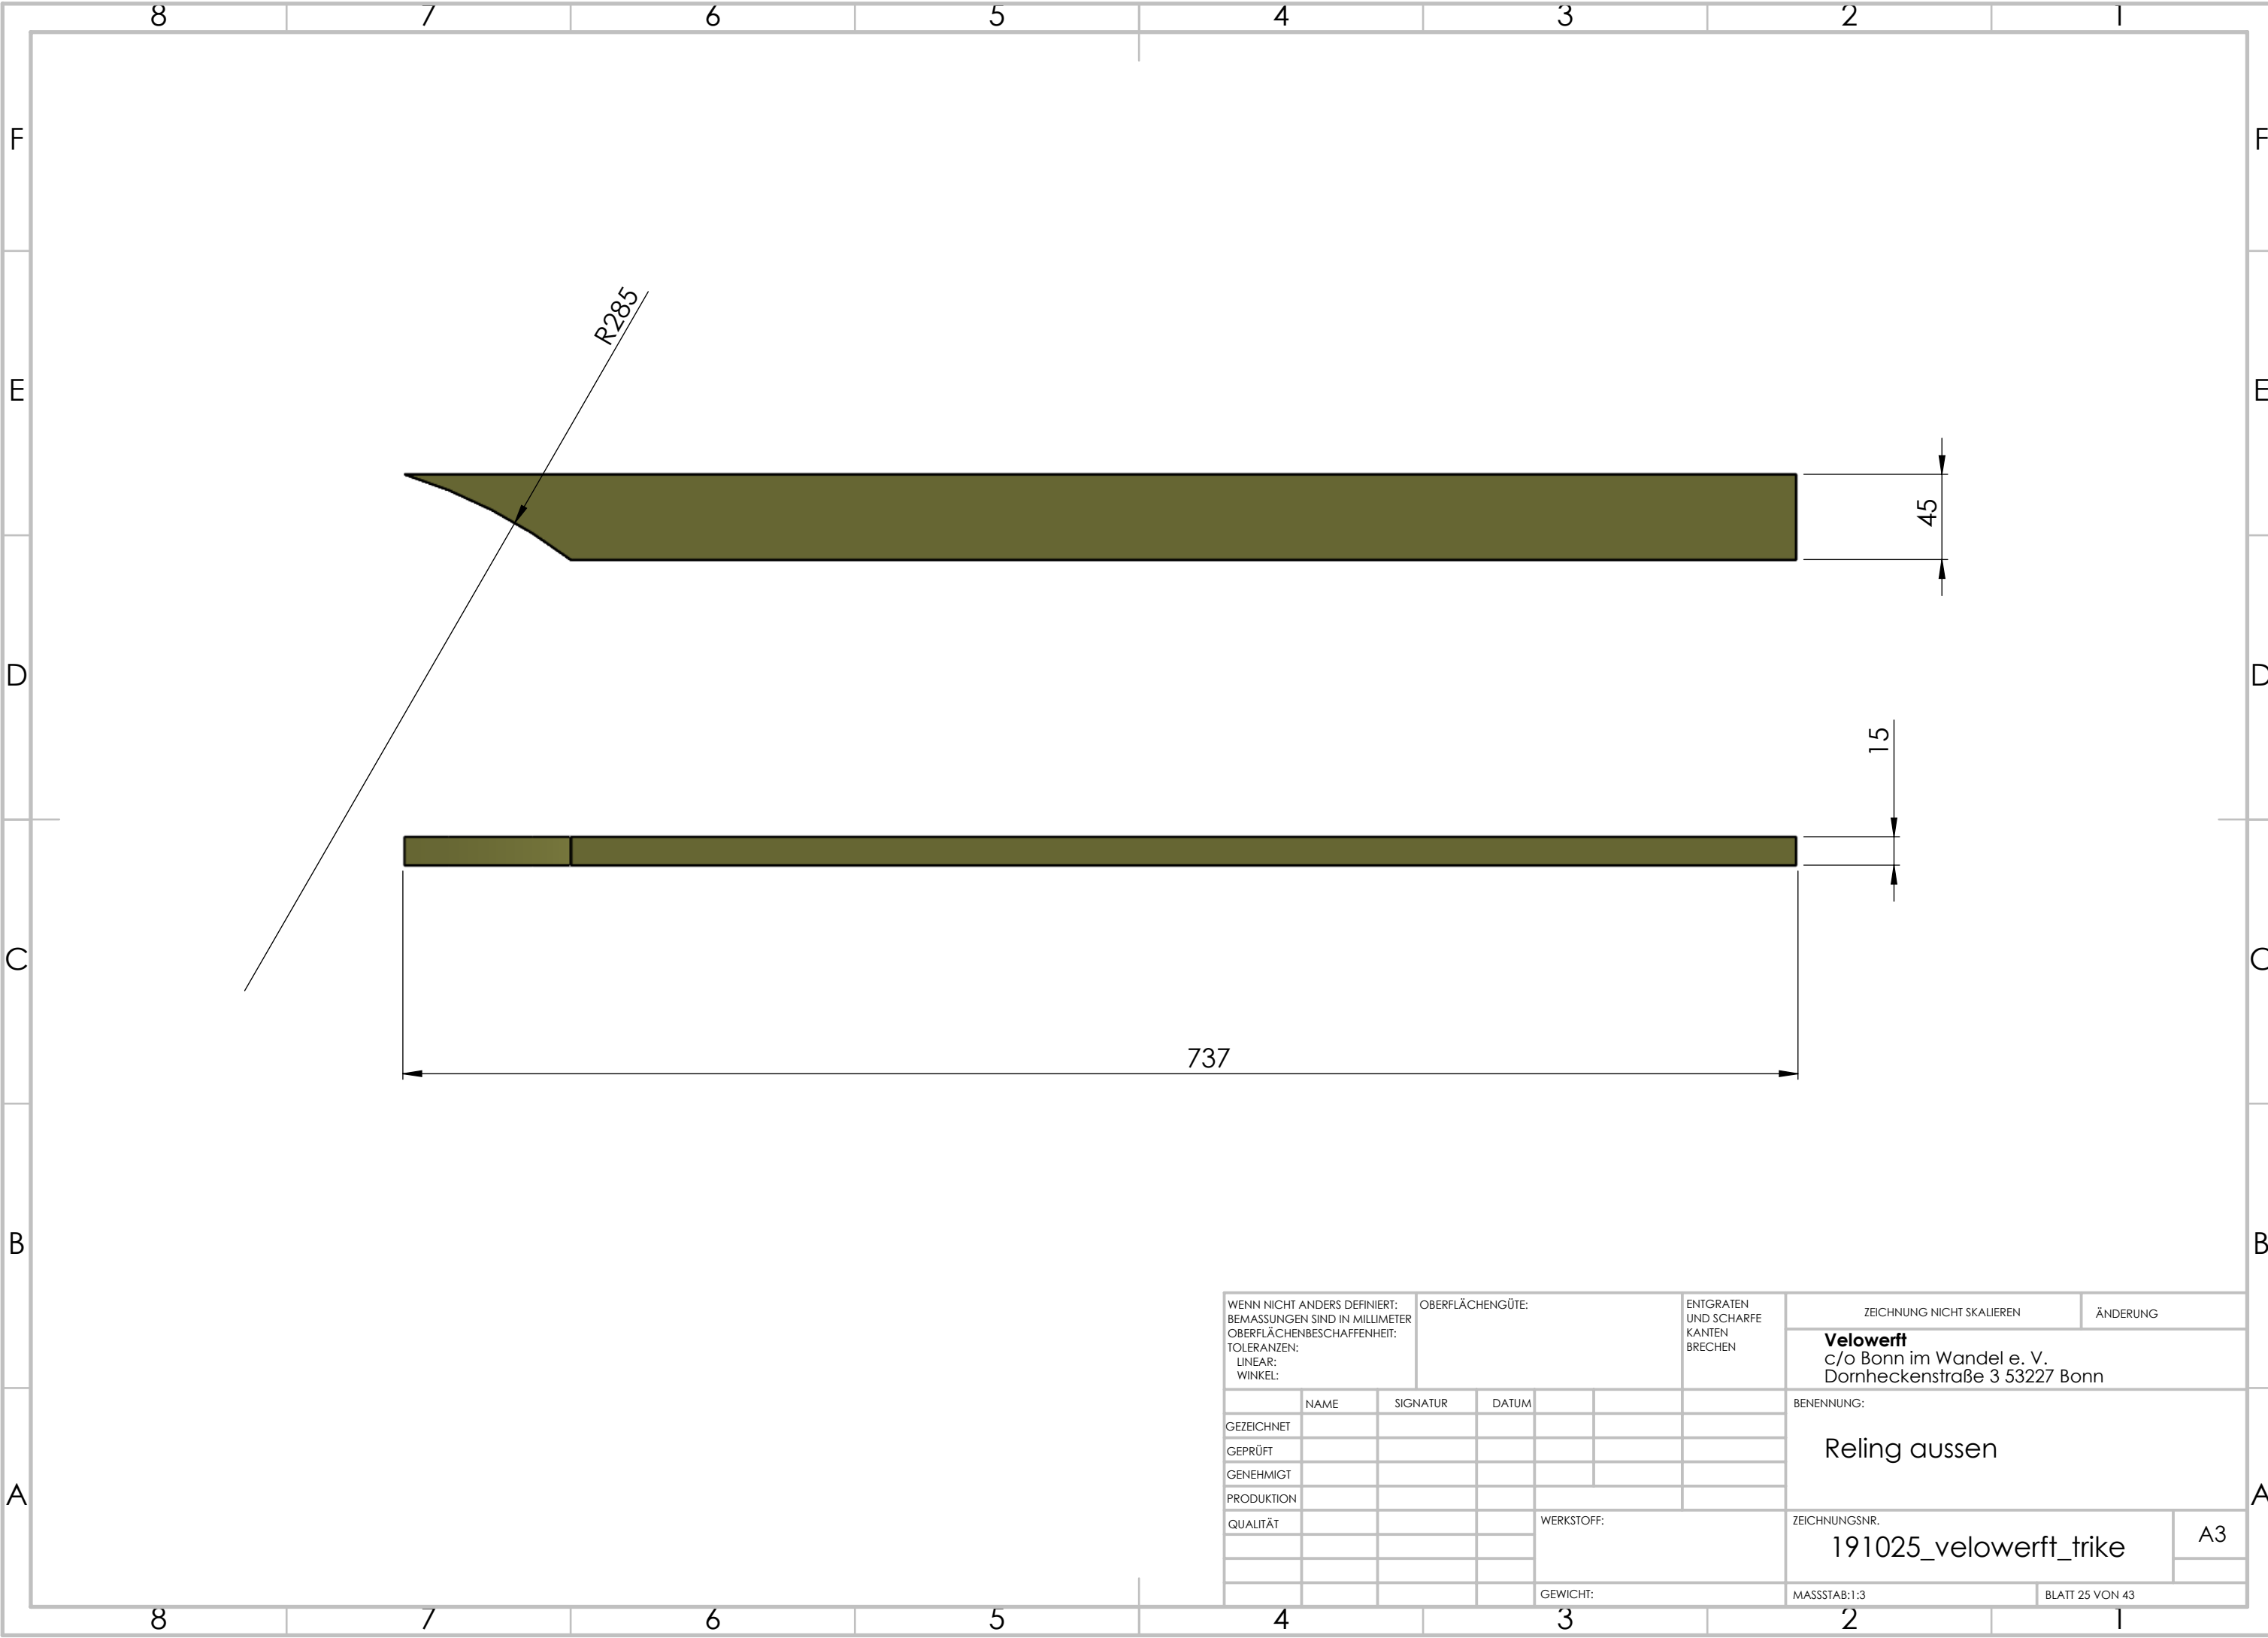 8 7 6 5 4 3 2 1
F F
E E
D D
C C
B B
A A
R285
45
15
737
WENN NICHT ANDERS DEFINIERT:
BEMASSUNGEN SIND IN MILLIMETER
OBERFLÄCHENBESCHAFFENHEIT:
TOLERANZEN:
LINEAR:
WINKEL:
OBERFLÄCHENGÜTE:
ENTGRATEN
UND SCHARFE
KANTEN
BRECHEN
ZEICHNUNG NICHT SKALIEREN
ÄNDERUNG
Velowerft
c/o Bonn im Wandel e. V.
Dornheckenstraße 3 53227 Bonn
NAME SIGNATUR DATUM
GEZEICHNET
GEPRÜFT
GENEHMIGT
PRODUKTION
QUALITÄT
BENENNUNG:
Reling aussen
WERKSTOFF:
GEWICHT:
ZEICHNUNGSNR.
191025_velowerft_trike
A3
MASSSTAB:1:3
BLATT 25 VON 43
8 7 6 5 4 3 2 1